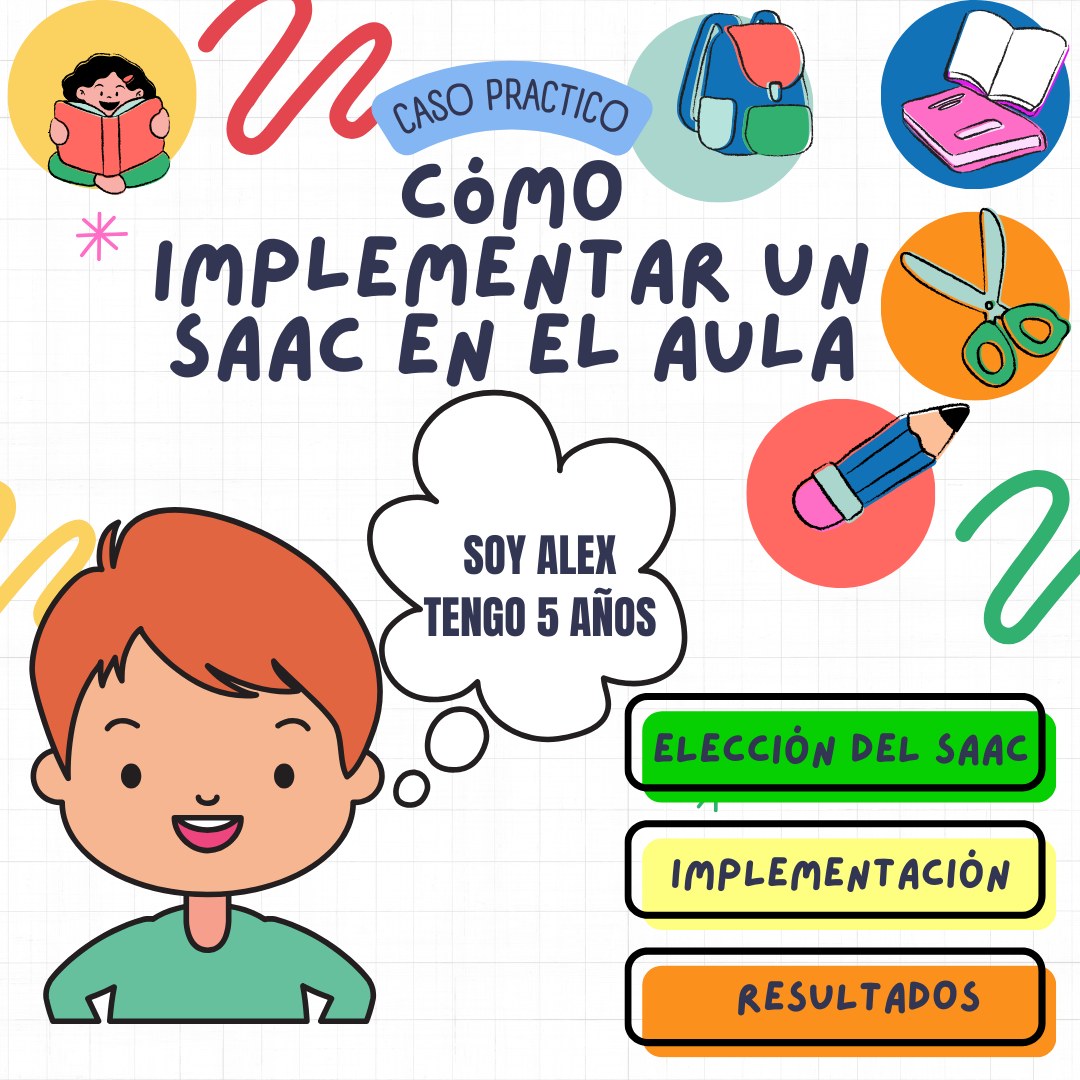 CASO PRACTICO
CÓMO
IMPLEMENTAR UN
SAAC EN EL AULA
SOY ALEX
TENGO 5 AÑOS
ELECCIÓN DEL SAAC
IMPLEMENTACIÓN
RESULTADOS